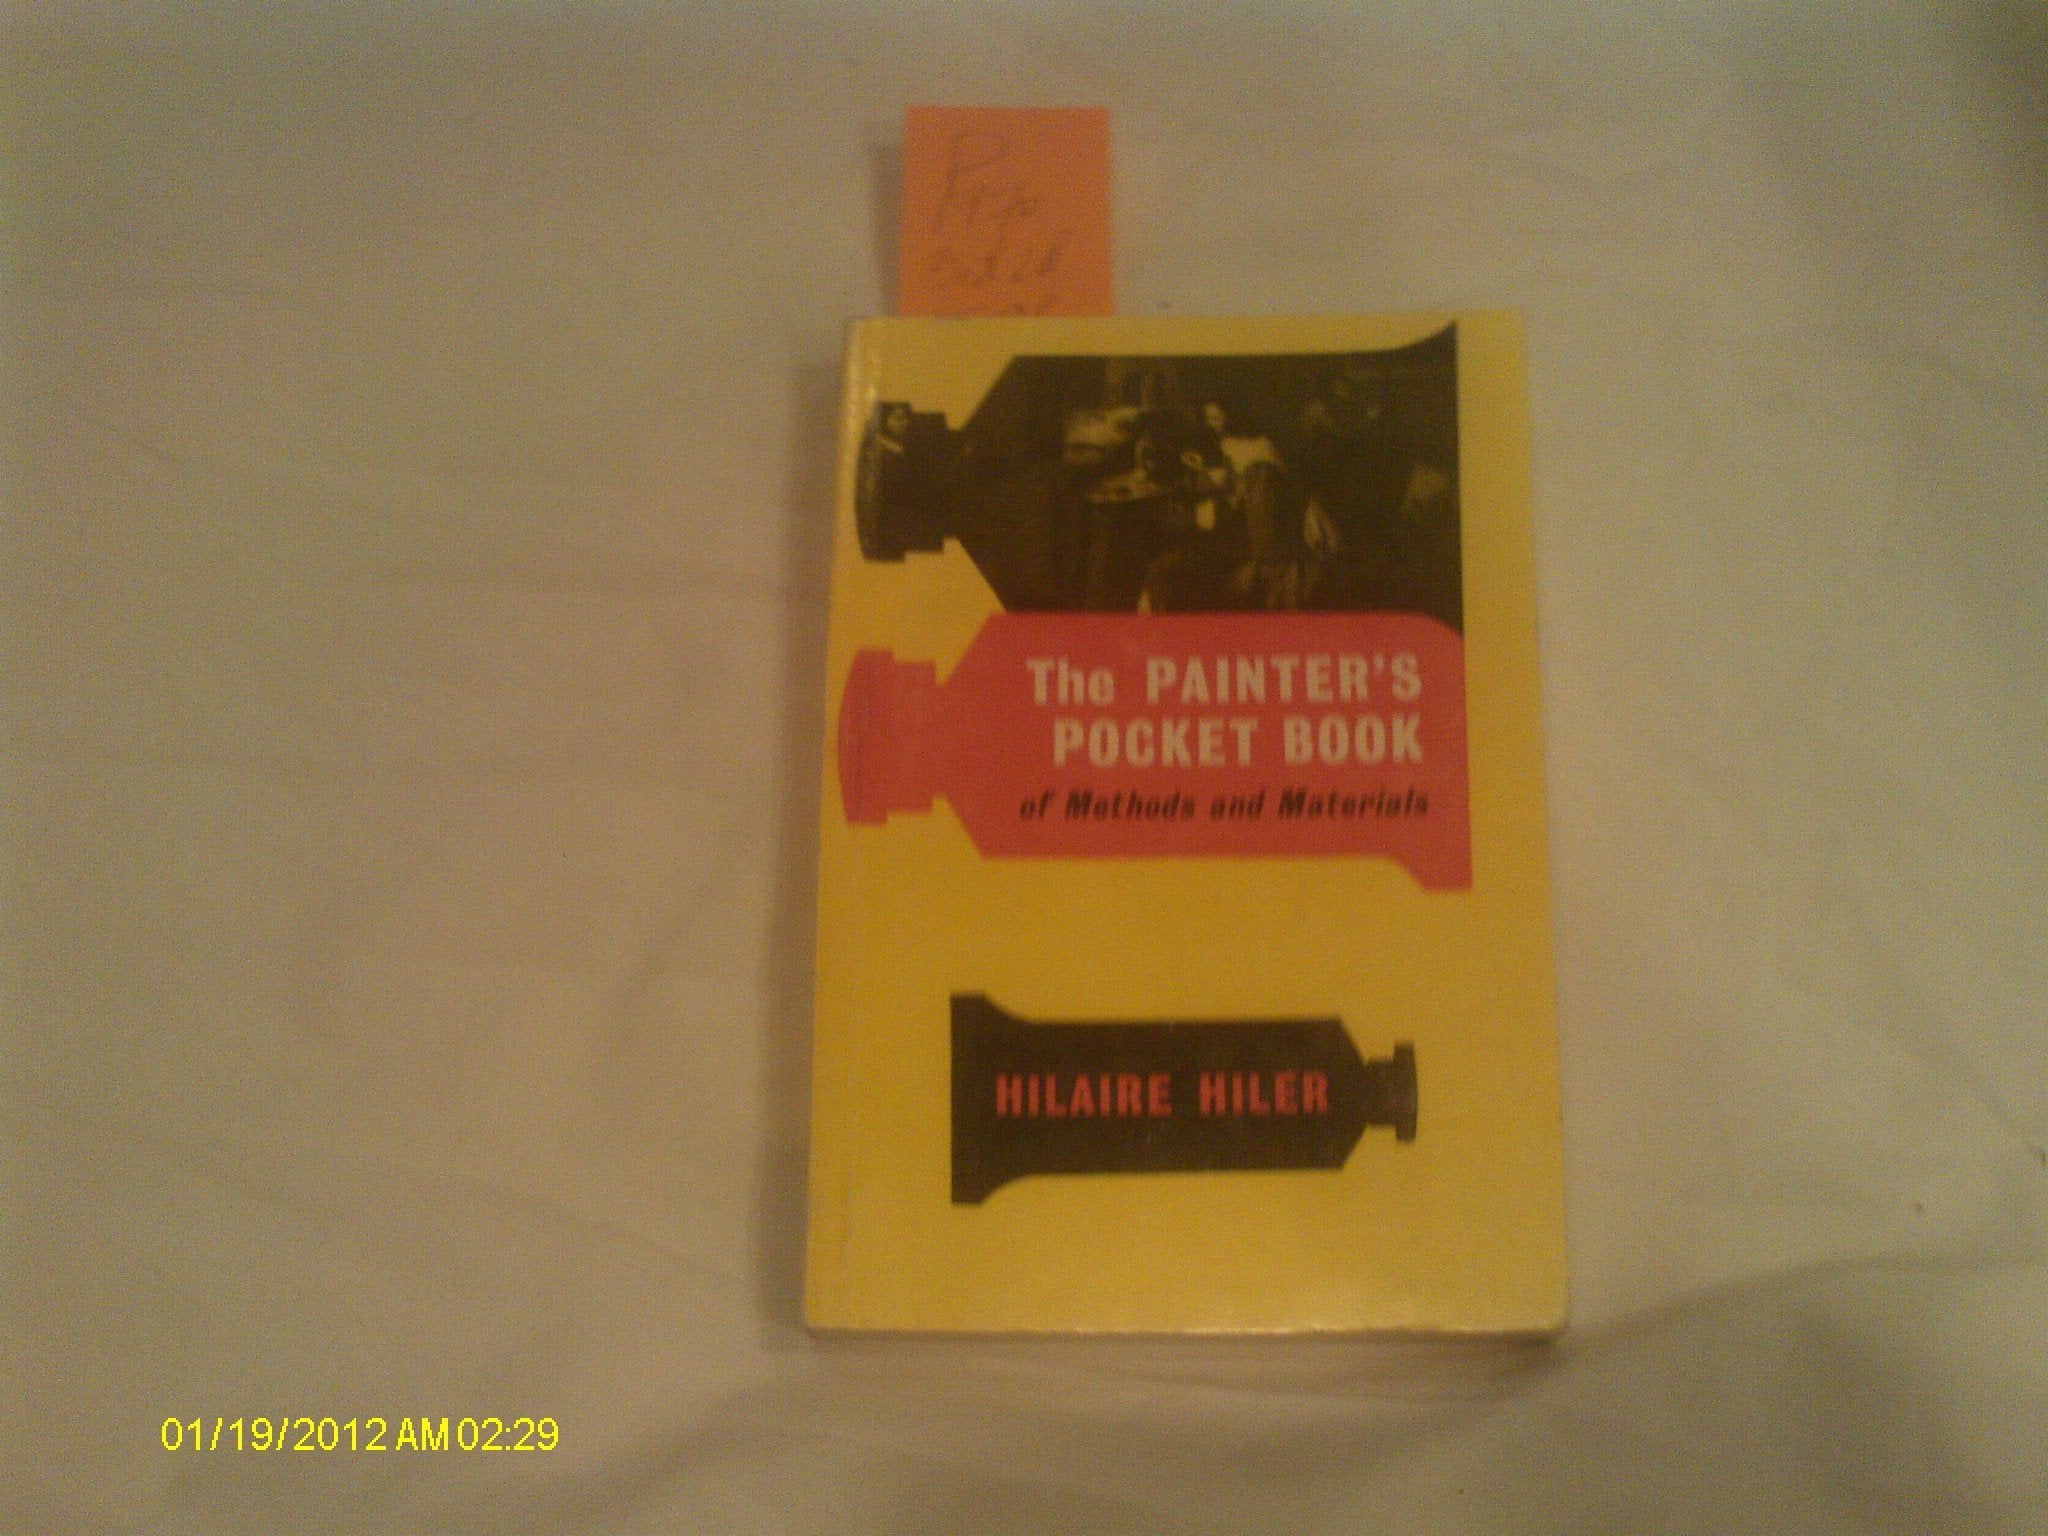 The PAINTER'S
POCKET BOOK
of Methods and Materials
HILAIRE HILER
01/19/2012 AM 02:29